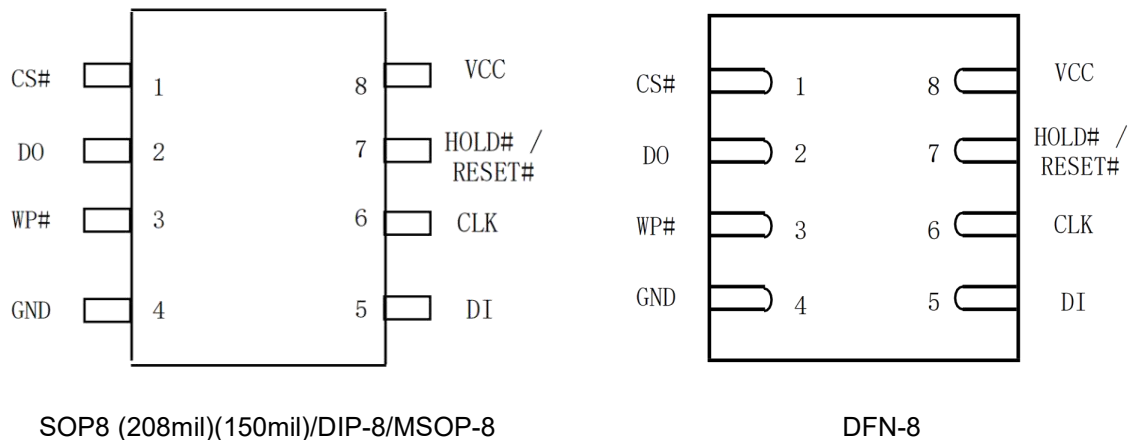 CS# 1 8 VCC
DO 2 7 HOLD# /
RESET#
WP# 3 6 CLK
GND 4 5 DI
SOP8 (208mil)(150mil)/DIP-8/MSOP-8
CS# 1 8 VCC
DO 2 7 HOLD# /
RESET#
WP# 3 6 CLK
GND 4 5 DI
DFN-8